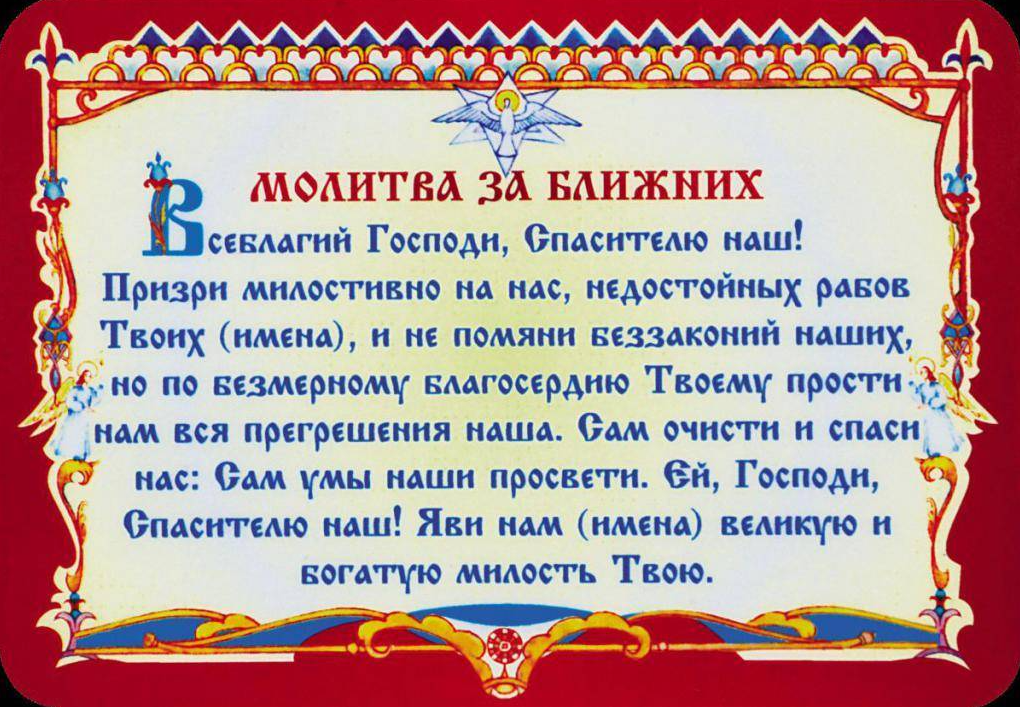 МОЛИТВА ЗА БЛИЖНИХ
Всеблагий Господи, Спасителю наш!
Призри милостивно на нас, недостойных рабов
Твоих (имена), и не помяни беззаконий наших,
но по безмерному благосердию Твоему прости
нам вся прегрешения наша. Сам очисти и спаси
нас: Сам умы наши просвети. Ей, Господи,
Спасителю наш! Яви нам (имена) великую и
богатую милость Твою.